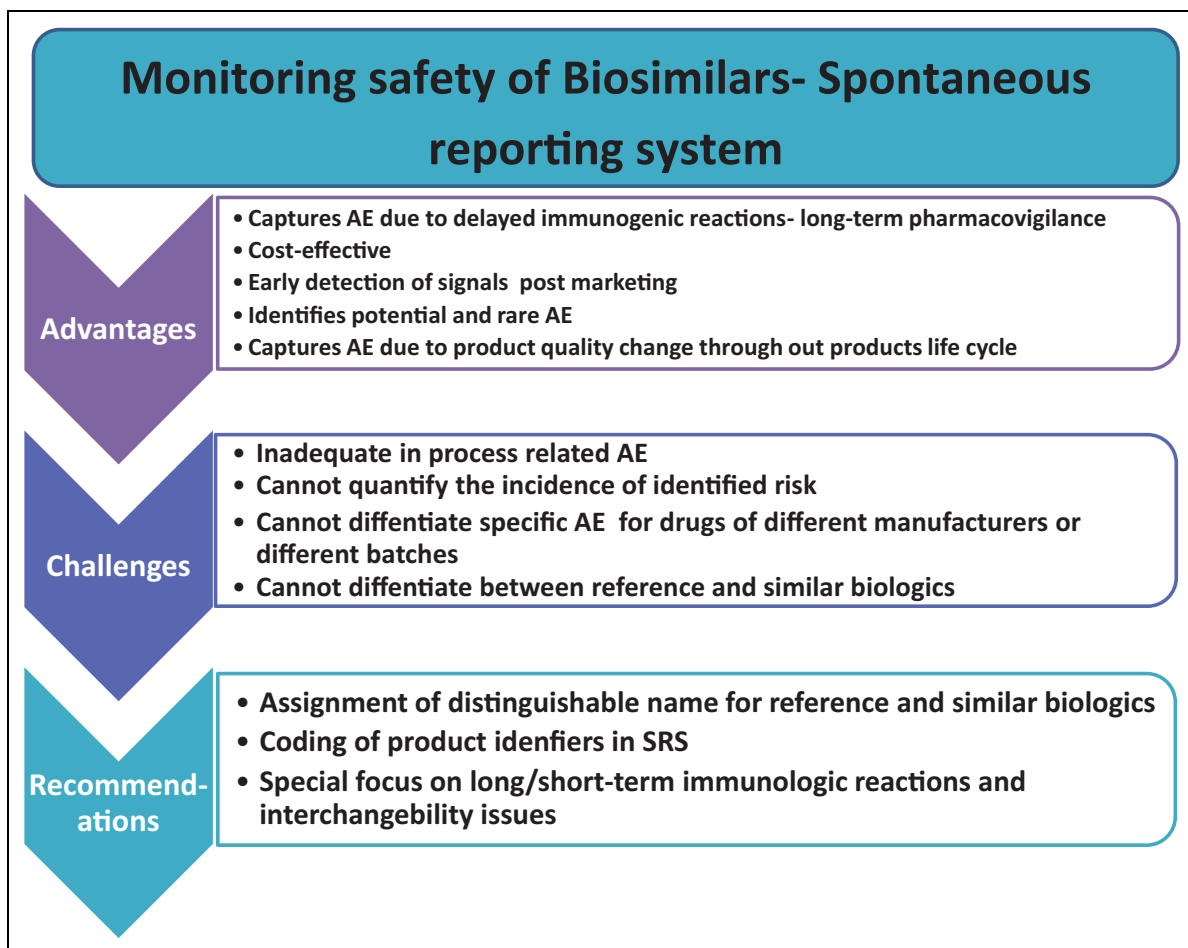 Monitoring safety of Biosimilars- Spontaneous
reporting system
Advantages
• Captures AE due to delayed immunogenic reactions- long-term pharmacovigilance
• Cost-effective
• Early detection of signals post marketing
• Identifies potential and rare AE
• Captures AE due to product quality change through out products life cycle
Challenges
• Inadequate in process related AE
• Cannot quantify the incidence of identified risk
• Cannot diffentiate specific AE for drugs of different manufacturers or
different batches
• Cannot diffentiate between reference and similar biologics
Recommend-
ations
• Assignment of distinguishable name for reference and similar biologics
• Coding of product idenfiers in SRS
• Special focus on long/short-term immunologic reactions and
interchangebility issues